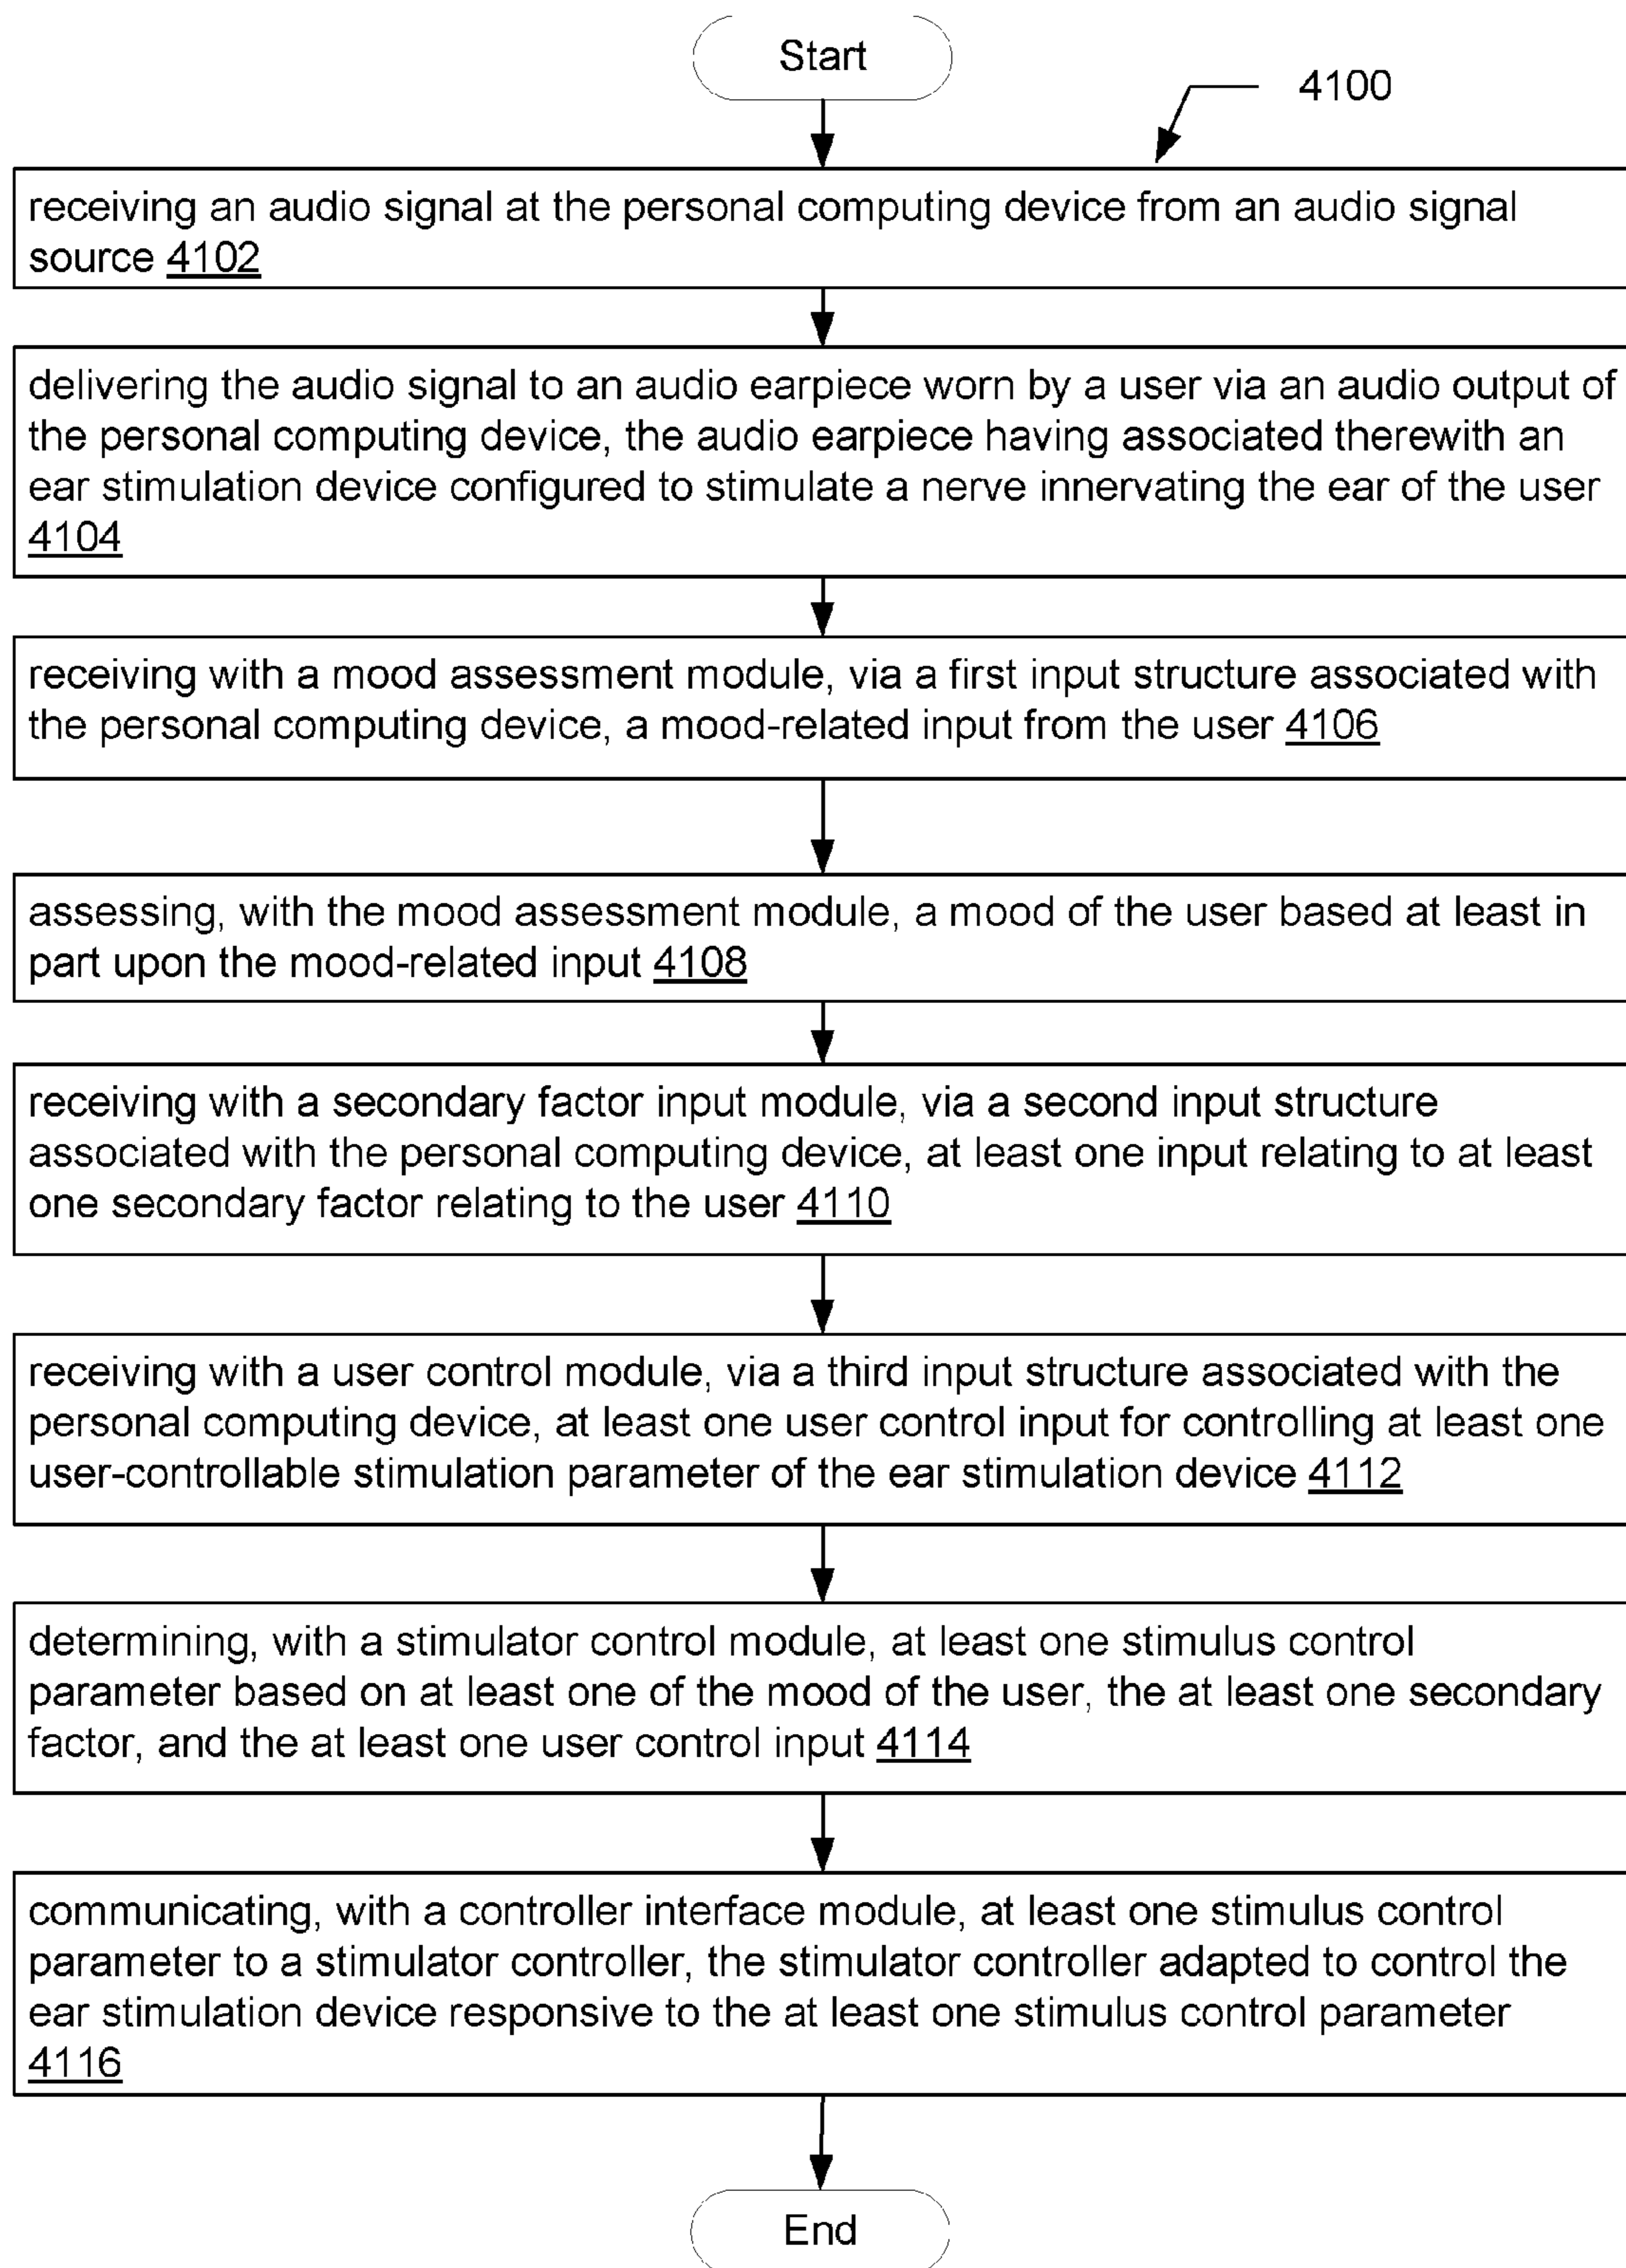 Start
4100
receiving an audio signal at the personal computing device from an audio signal
source 4102
delivering the audio signal to an audio earpiece worn by a user via an audio output of
the personal computing device, the audio earpiece having associated therewith an
ear stimulation device configured to stimulate a nerve innervating the ear of the user
4104
receiving with a mood assessment module, via a first input structure associated with
the personal computing device, a mood-related input from the user 4106
assessing, with the mood assessment module, a mood of the user based at least in
part upon the mood-related input 4108
receiving with a secondary factor input module, via a second input structure
associated with the personal computing device, at least one input relating to at least
one secondary factor relating to the user 4110
receiving with a user control module, via a third input structure associated with the
personal computing device, at least one user control input for controlling at least one
user-controllable stimulation parameter of the ear stimulation device 4112
determining, with a stimulator control module, at least one stimulus control
parameter based on at least one of the mood of the user, the at least one secondary
factor, and the at least one user control input 4114
communicating, with a controller interface module, at least one stimulus control
parameter to a stimulator controller, the stimulator controller adapted to control the
ear stimulation device responsive to the at least one stimulus control parameter
4116
End